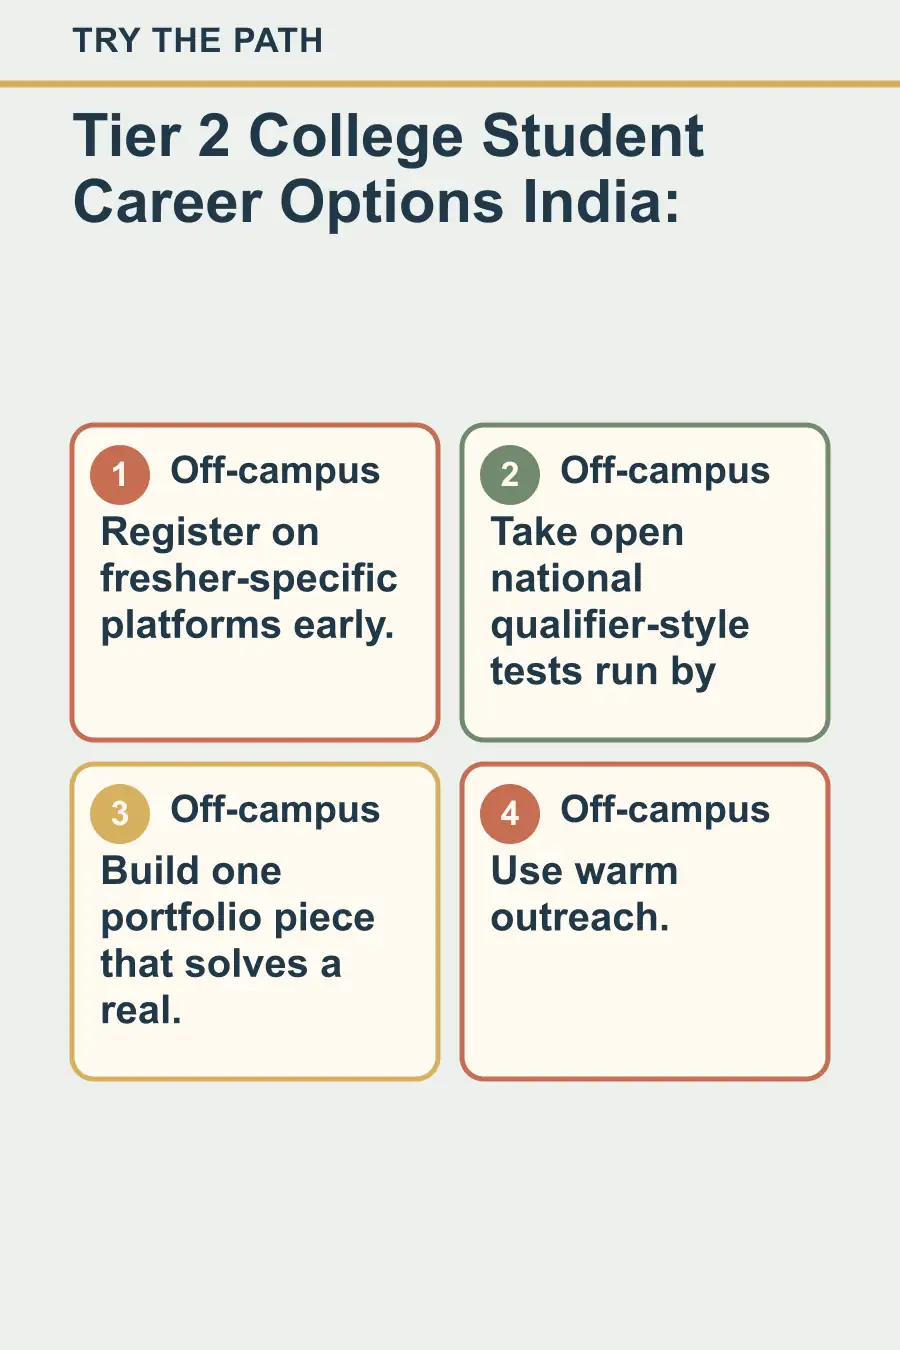 TRY THE PATH
Tier 2 College Student
Career Options India:
1 Off-campus
Register on
fresher-specific
platforms early.
2 Off-campus
Take open
national
qualifier-style
tests run by
3 Off-campus
Build one
portfolio piece
that solves a
real.
4 Off-campus
Use warm
outreach.